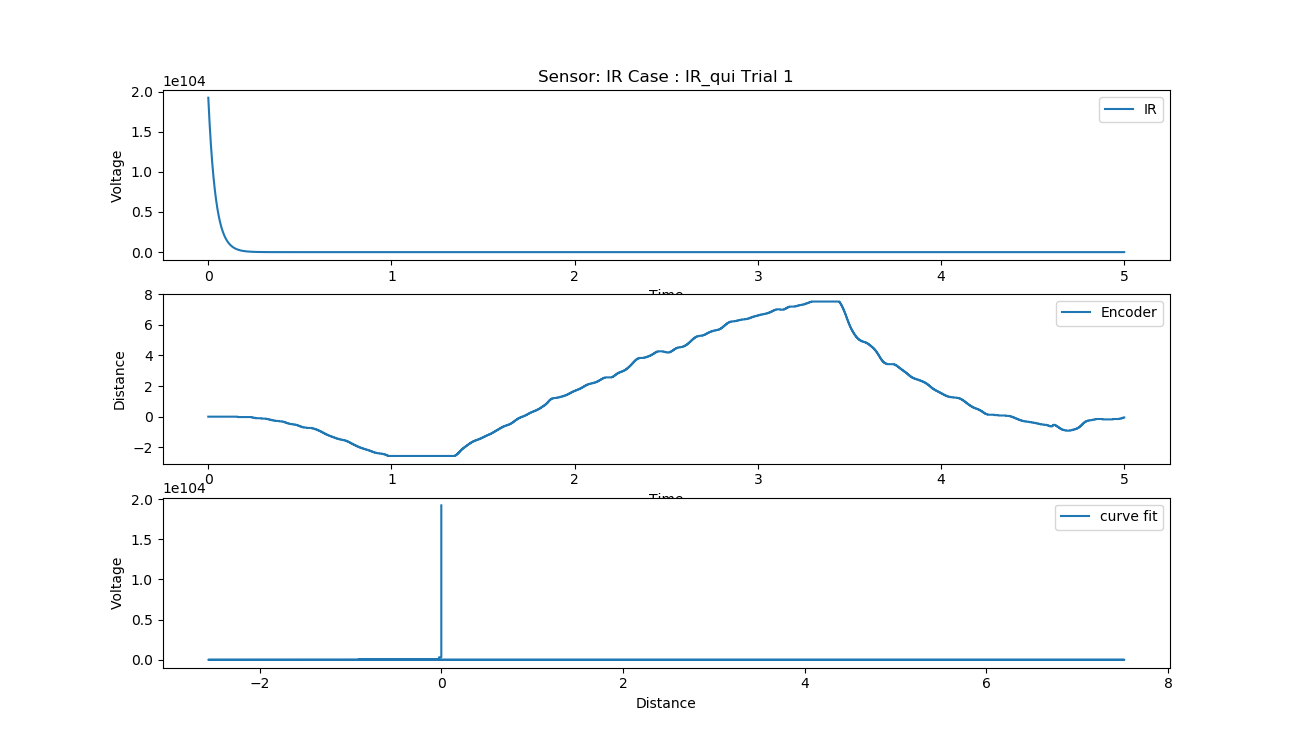 Sensor: IR Case : IR_qui Trial 1
1e104
2.0
1.5
1.0
0.5
0.0
Voltage
IR
0 1 2 3 4 5
Time
8
6
4
2
0
−2
Distance
Encoder
0 1 2 3 4 5
Time
1e104
2.0
1.5
1.0
0.5
0.0
Voltage
curve fit
−2 0 2 4 6 8
Distance